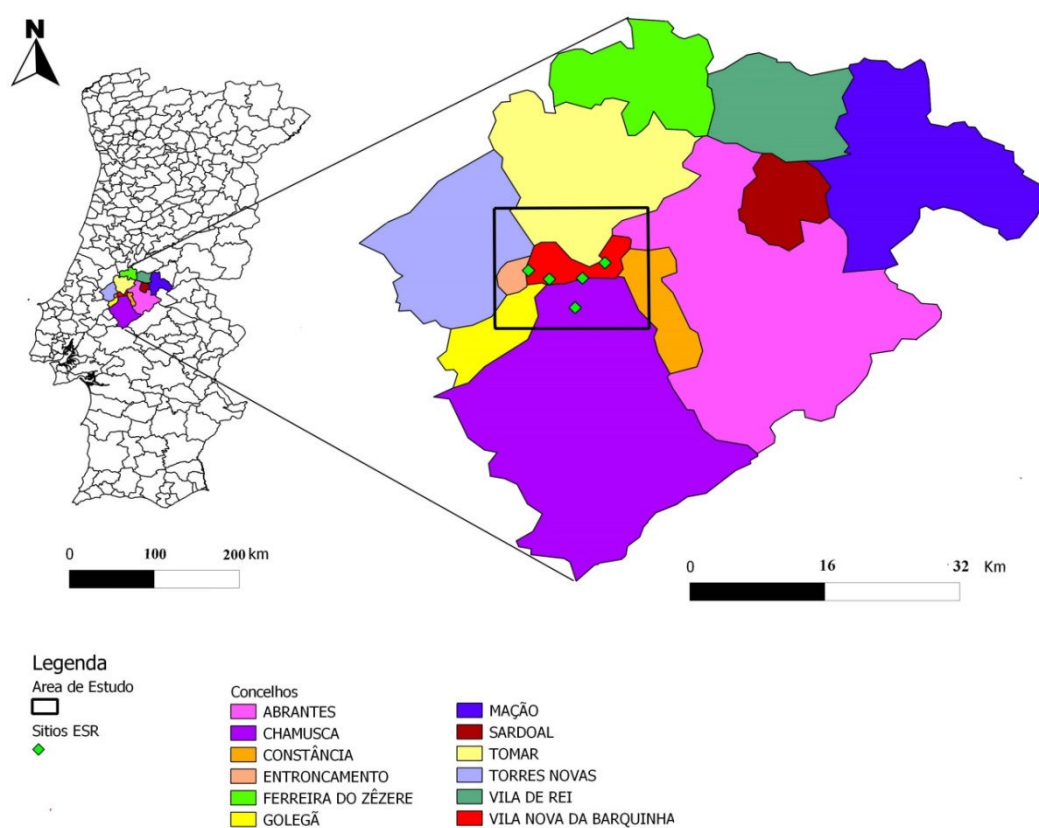 N
0 100 200 km
0 16 32 Km
Legenda
Area de Estudo
Sitios ESR
Concelhos
ABRANTES
CHAMUSCA
CONSTÂNCIA
ENTRONCAMENTO
FERREIRA DO ZÊZERE
GOLEGÃ
MAÇÃO
SARDOAL
TOMAR
TORRES NOVAS
VILA DE REI
VILA NOVA DA BARQUINHA